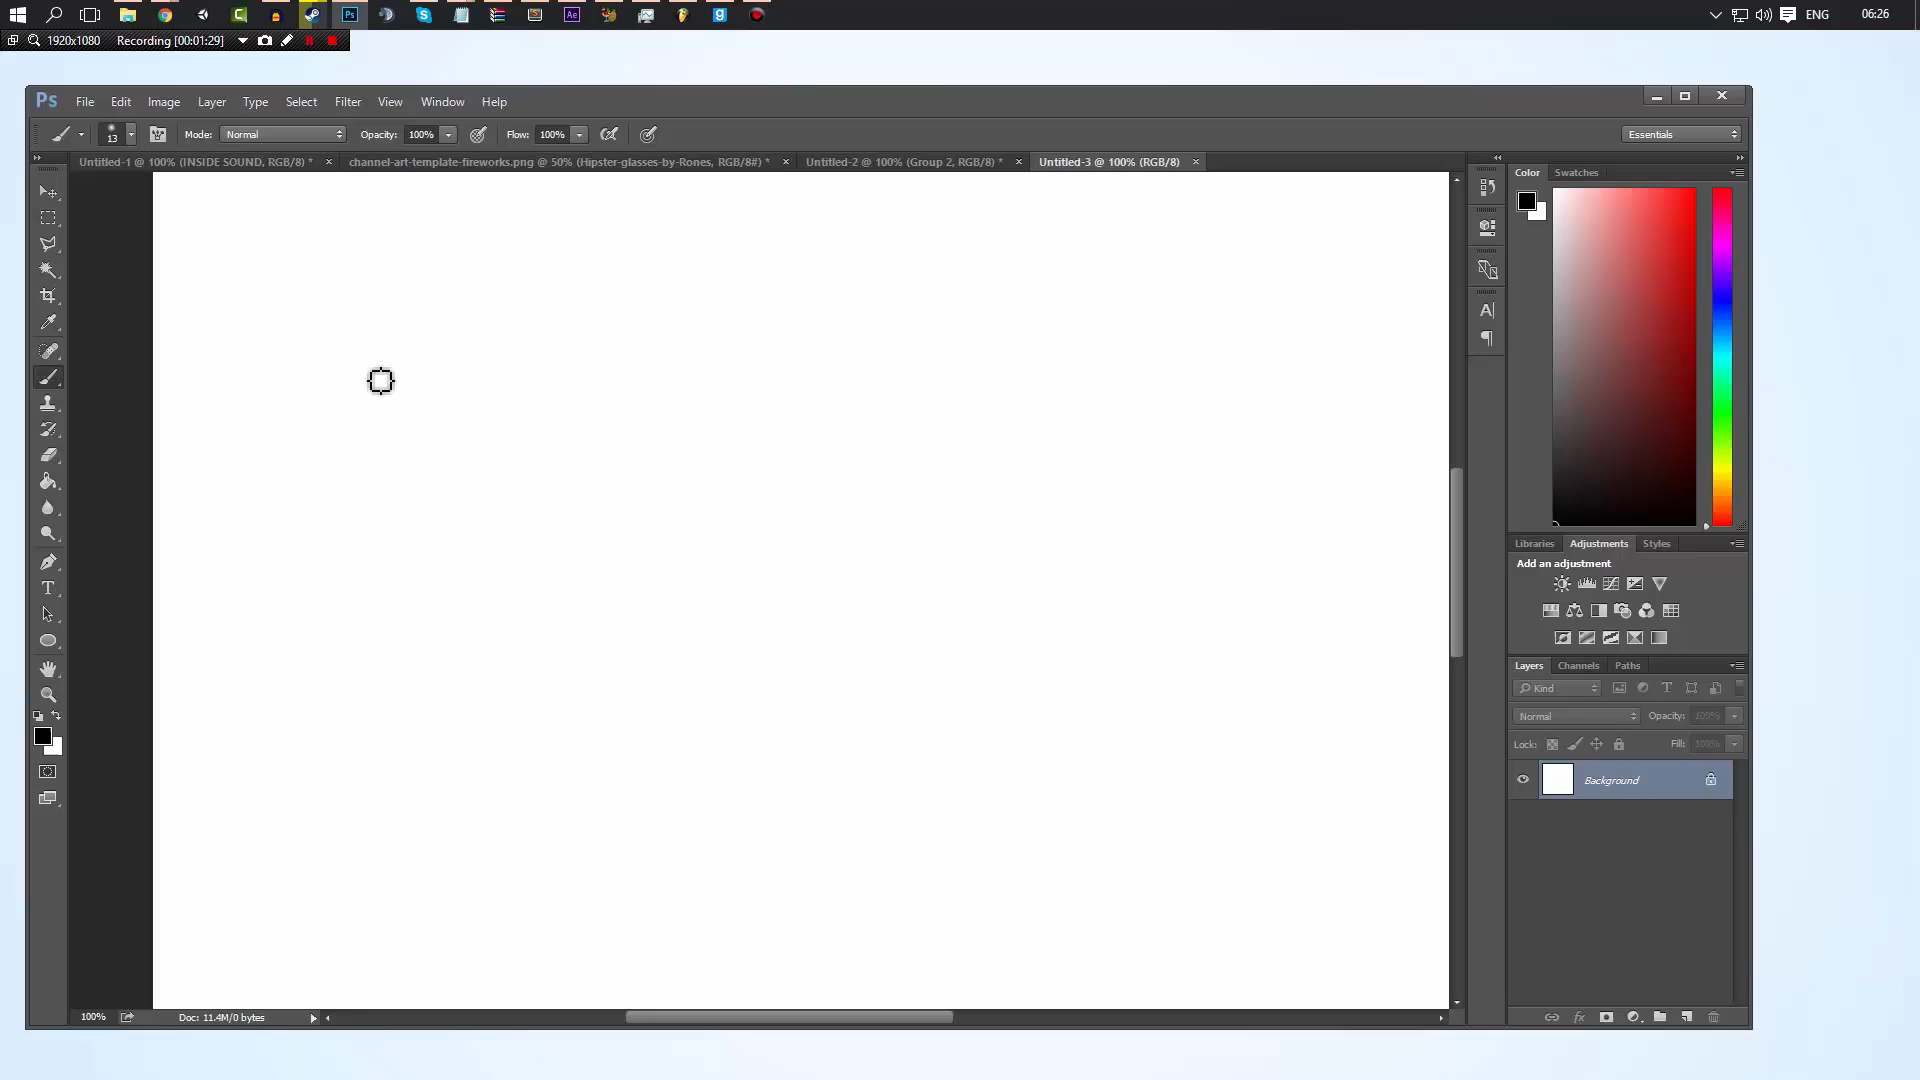 Ps Ae g ENG 06:26
1920x1080 Recording [00:01:29]
Ps File Edit Image Layer Type Select Filter View Window Help
13 Mode: Normal Opacity: 100% Flow: 100% Essentials
Untitled-1 @ 100% (INSIDE SOUND, RGB/8) * × channel-art-template-fireworks.png @ 50% (Hipster-glasses-by-Rones, RGB/8#) * × Untitled-2 @ 100% (Group 2, RGB/8) * × Untitled-3 @ 100% (RGB/8) ×
Color Swatches
A
T
Libraries Adjustments Styles
Add an adjustment
Layers Channels Paths
Kind T
Normal Opacity: 100%
Lock: Fill: 100%
Background
100% Doc: 11.4M/0 bytes fx